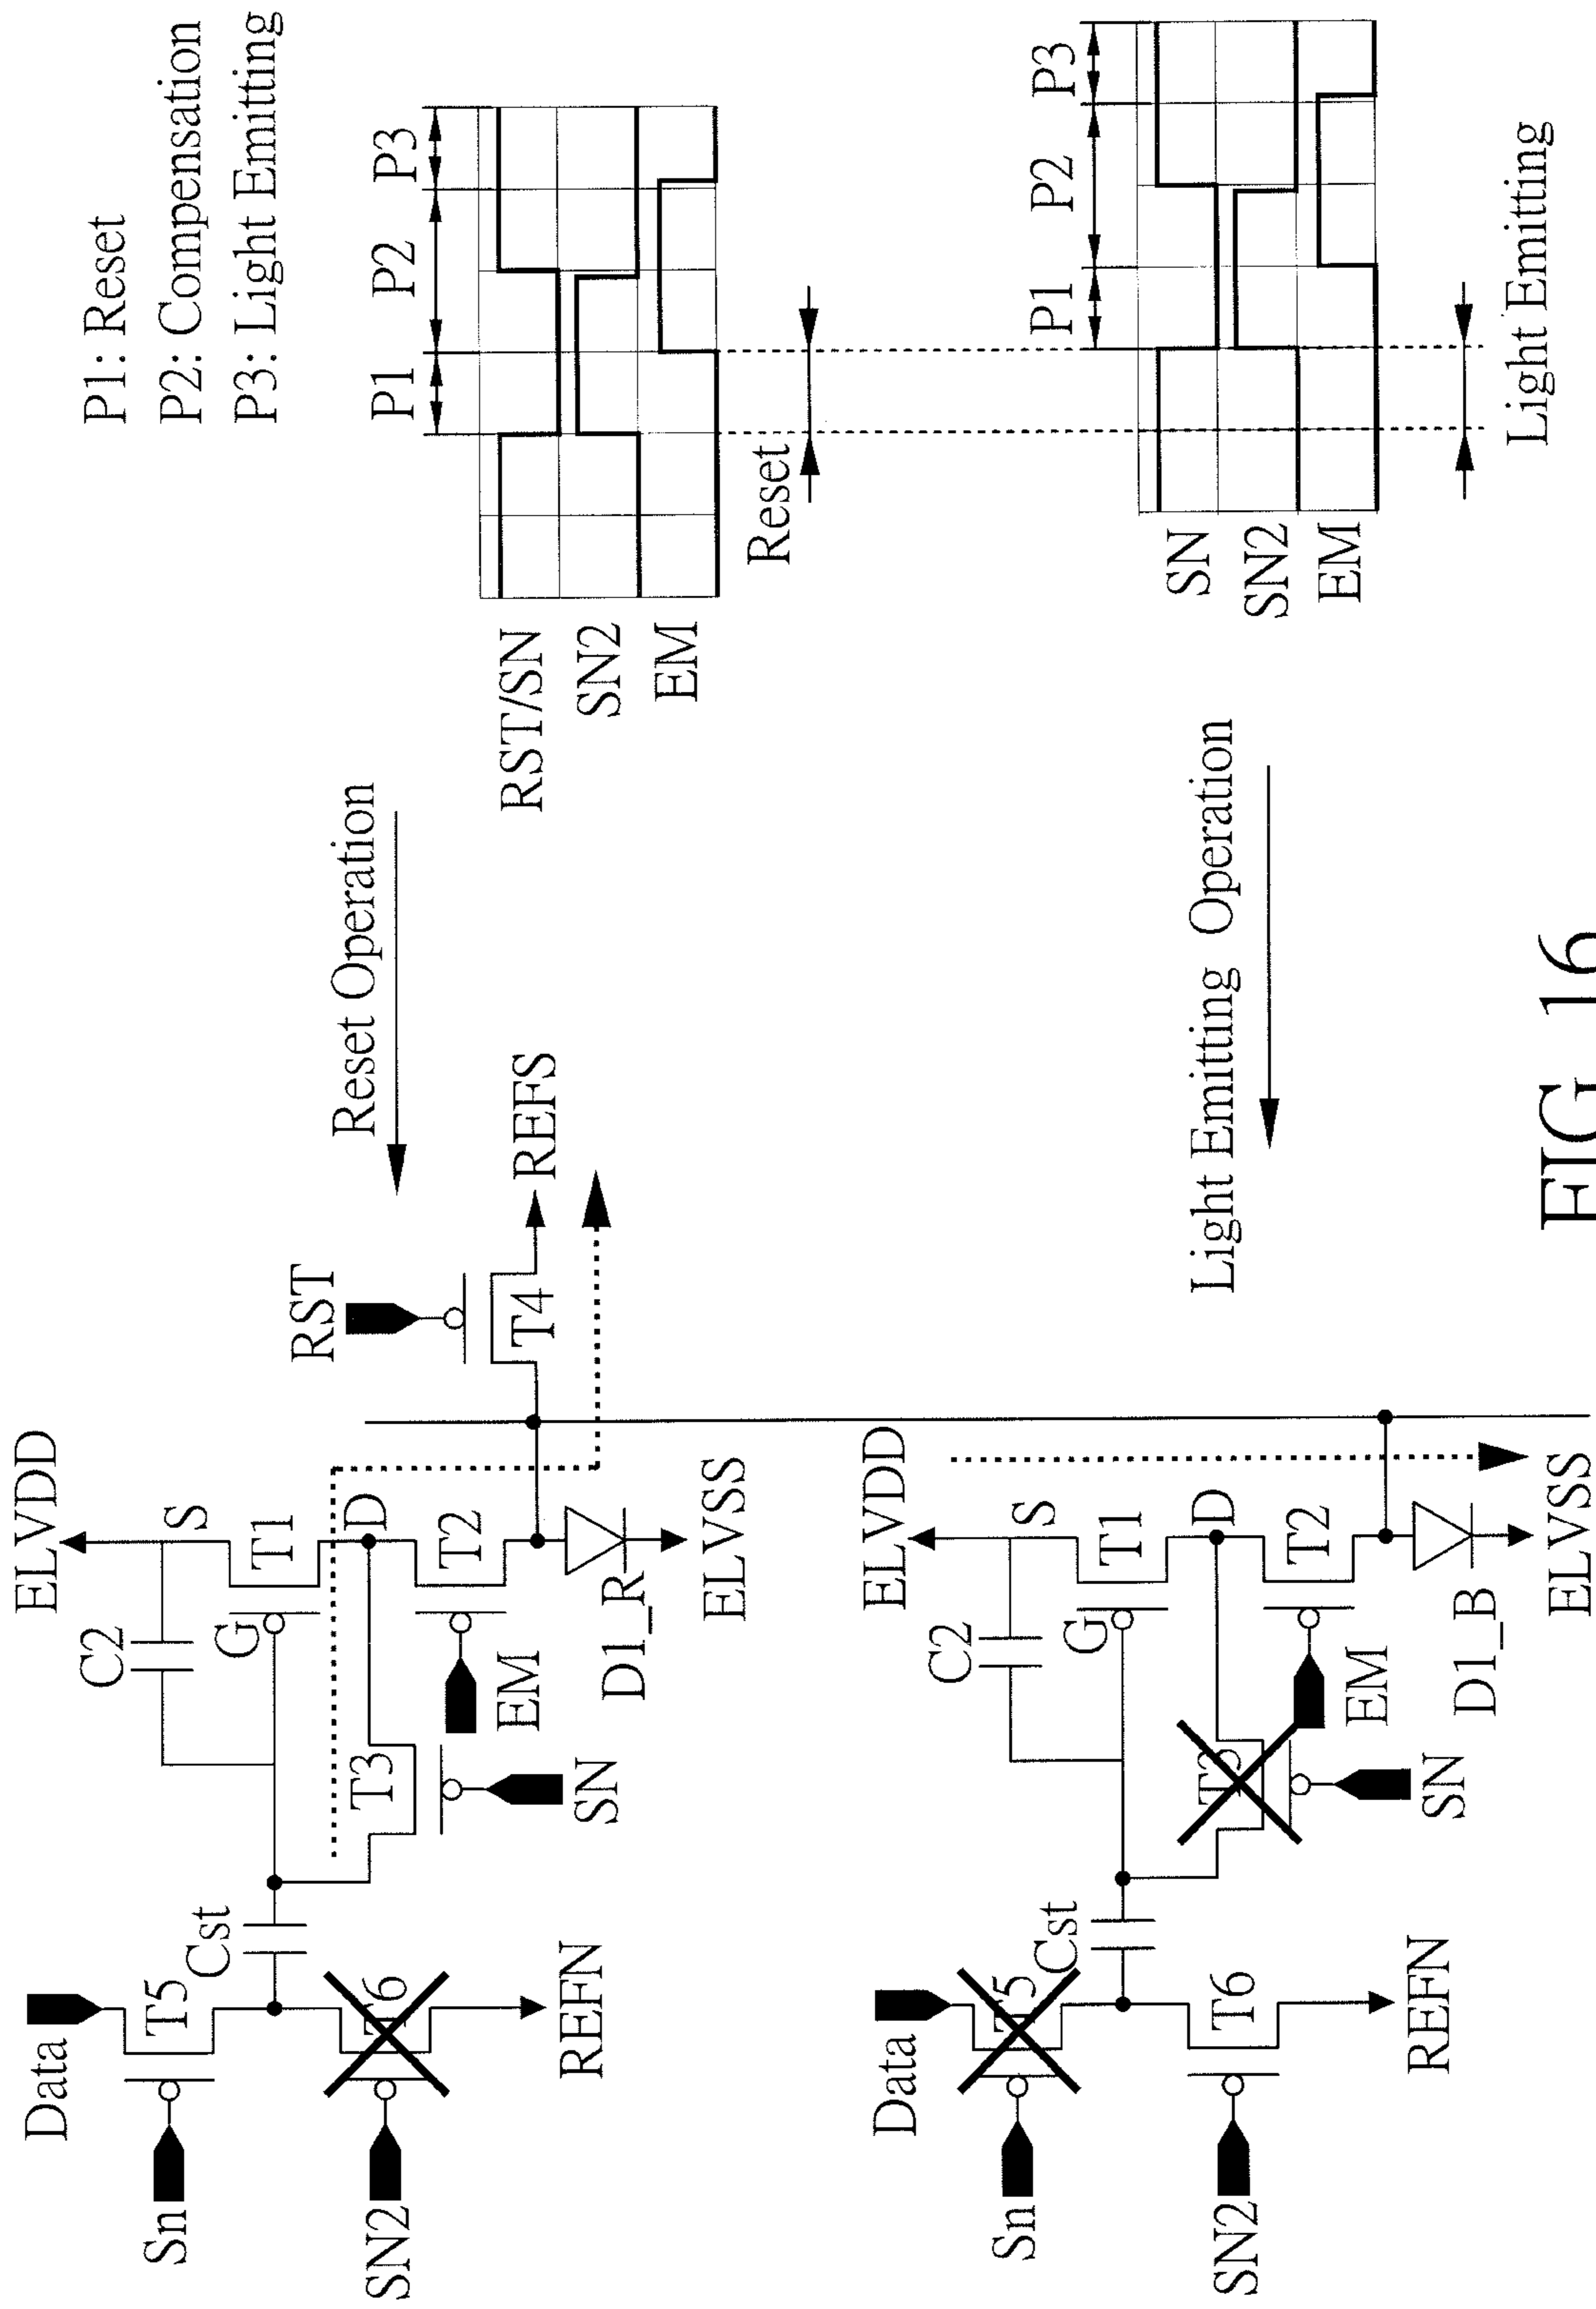 P1: Reset
P2: Compensation
P3: Light Emitting
ELVDD
Data
Sn
T5
Cst
C2
S
G
T1
D
T3
SN
T2
EM
SN2
REFN
D1_R
ELVSS
RST
T4
REFS
Reset Operation
P1
P2
P3
RST/SN
SN2
EM
Reset
ELVDD
Data
Sn
Cst
C2
S
G
T1
D
SN
T2
EM
SN2
T6
REFN
D1_B
ELVSS
Light Emitting Operation
P1
P2
P3
SN
SN2
EM
Light Emitting
FIG. 16